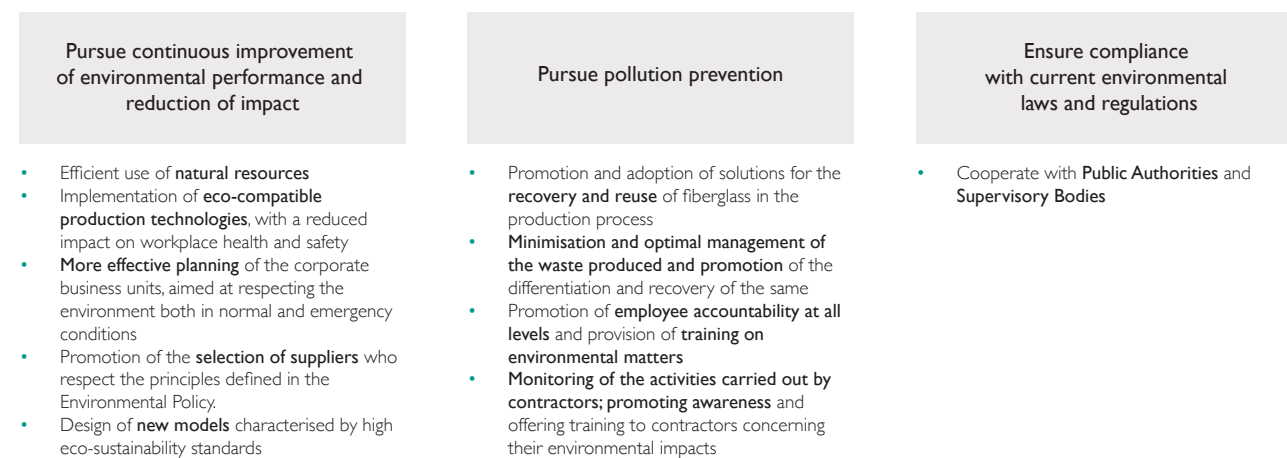 Pursue continuous improvement
of environmental performance and
reduction of impact
• Efficient use of natural resources
• Implementation of eco-compatible
production technologies, with a reduced
impact on workplace health and safety
• More effective planning of the corporate
business units, aimed at respecting the
environment both in normal and emergency
conditions
• Promotion of the selection of suppliers who
respect the principles defined in the
Environmental Policy.
• Design of new models characterised by high
eco-sustainability standards
Pursue pollution prevention
• Promotion and adoption of solutions for the
recovery and reuse of fiberglass in the
production process
• Minimisation and optimal management of
the waste produced and promotion of the
differentiation and recovery of the same
• Promotion of employee accountability at all
levels and provision of training on
environmental matters
• Monitoring of the activities carried out by
contractors; promoting awareness and
offering training to contractors concerning
their environmental impacts
Ensure compliance
with current environmental
laws and regulations
• Cooperate with Public Authorities and
Supervisory Bodies